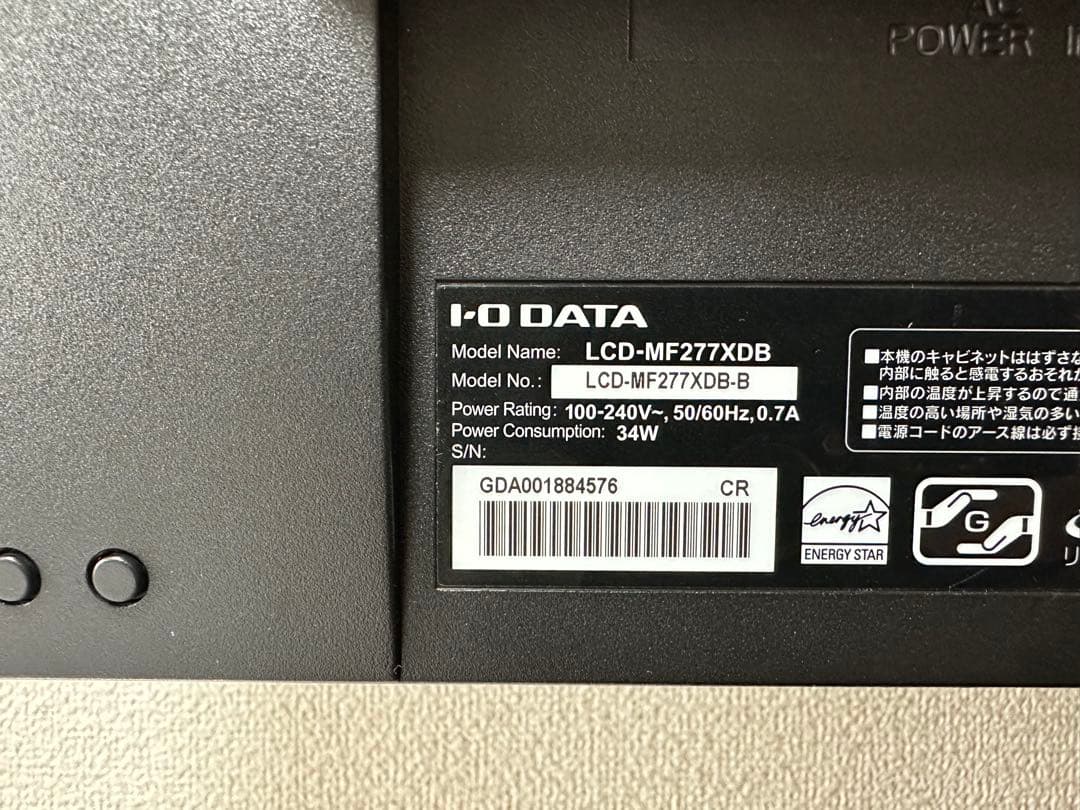 AC
POWER
I-O DATA
Model Name: LCD-MF277XDB
Model No.: LCD-MF277XDB-B
Power Rating: 100-240V~, 50/60Hz, 0.7A
Power Consumption: 34W
S/N:
GDA001884576 CR
energy
ENERGY STAR
G
■本機のキャビネットははずさな
内部に触ると感電するおそれ
■内部の温度が上昇するので通
■温度の高い場所や湿気の多い
■電源コードのアース線は必ず
リ